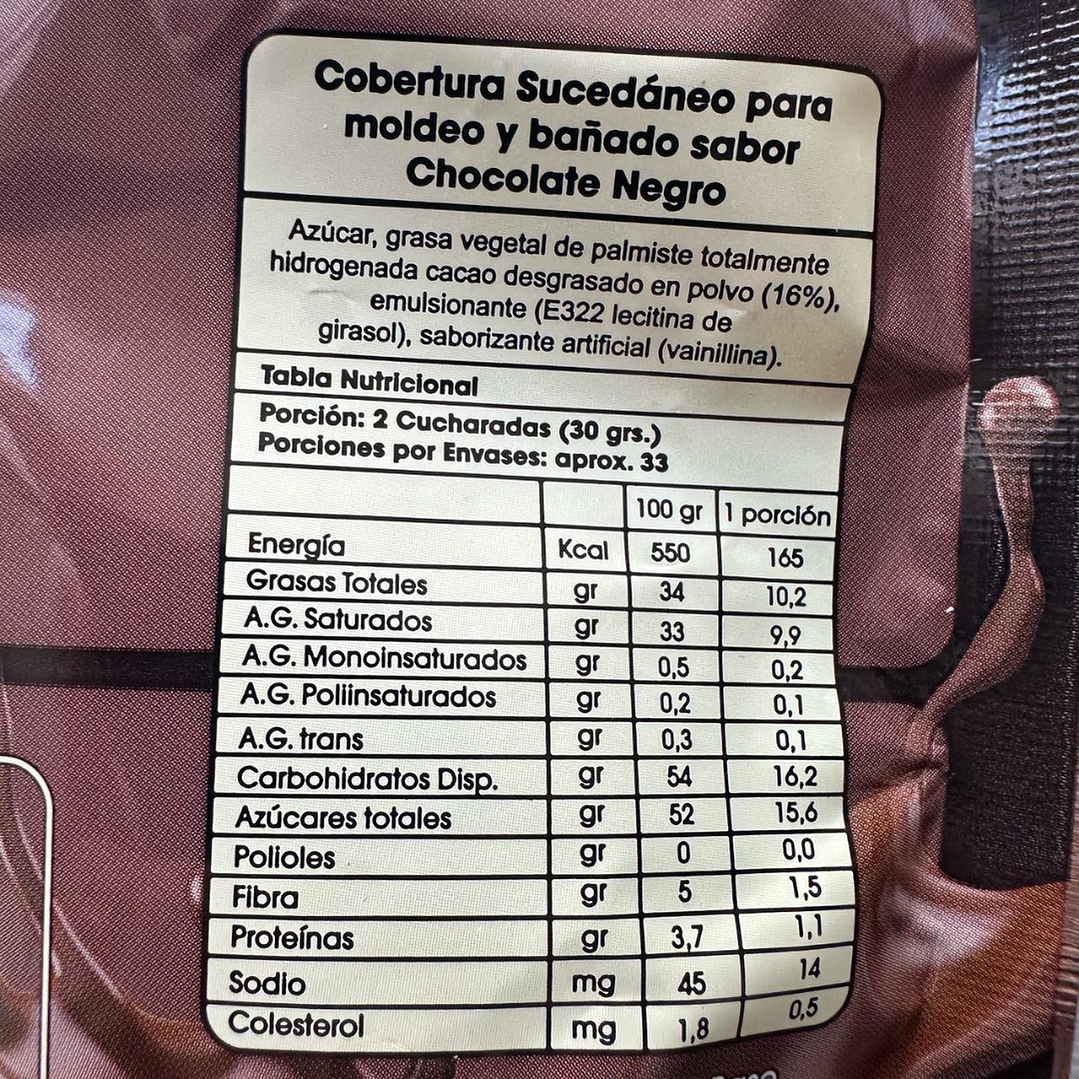 Cobertura Sucedáneo para
moldeo y bañado sabor
Chocolate Negro
Azúcar, grasa vegetal de palmiste totalmente
hidrogenada cacao desgrasado en polvo (16%),
emulsionante (E322 lecitina de
girasol), saborizante artificial (vainillina).
Tabla Nutricional
Porción: 2 Cucharadas (30 grs.)
Porciones por Envases: aprox. 33
100 gr 1 porción
Energía Kcal 550 165
Grasas Totales gr 34 10,2
A.G. Saturados gr 33 9,9
A.G. Monoinsaturados gr 0,5 0,2
A.G. Poliinsaturados gr 0,2 0,1
A.G. trans gr 0,3 0,1
Carbohidratos Disp. gr 54 16,2
Azúcares totales gr 52 15,6
Polioles gr 0 0,0
Fibra gr 5 1,5
Proteínas gr 3,7 1,1
Sodio mg 45 14
Colesterol mg 1,8 0,5